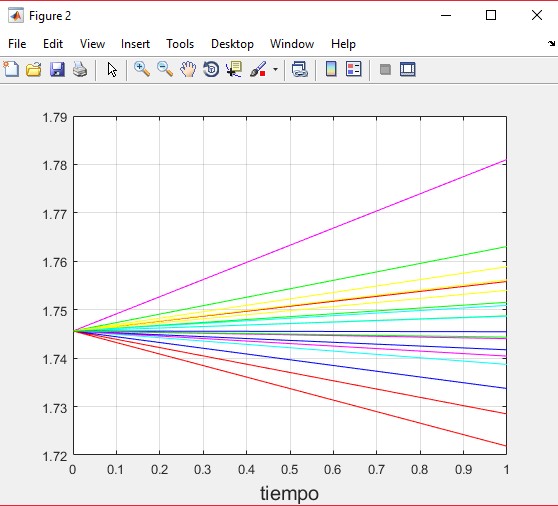 Figure 2
File Edit View Insert Tools Desktop Window Help
1.79
1.78
1.77
1.76
1.75
1.74
1.73
1.72
0 0.1 0.2 0.3 0.4 0.5 0.6 0.7 0.8 0.9 1
tiempo